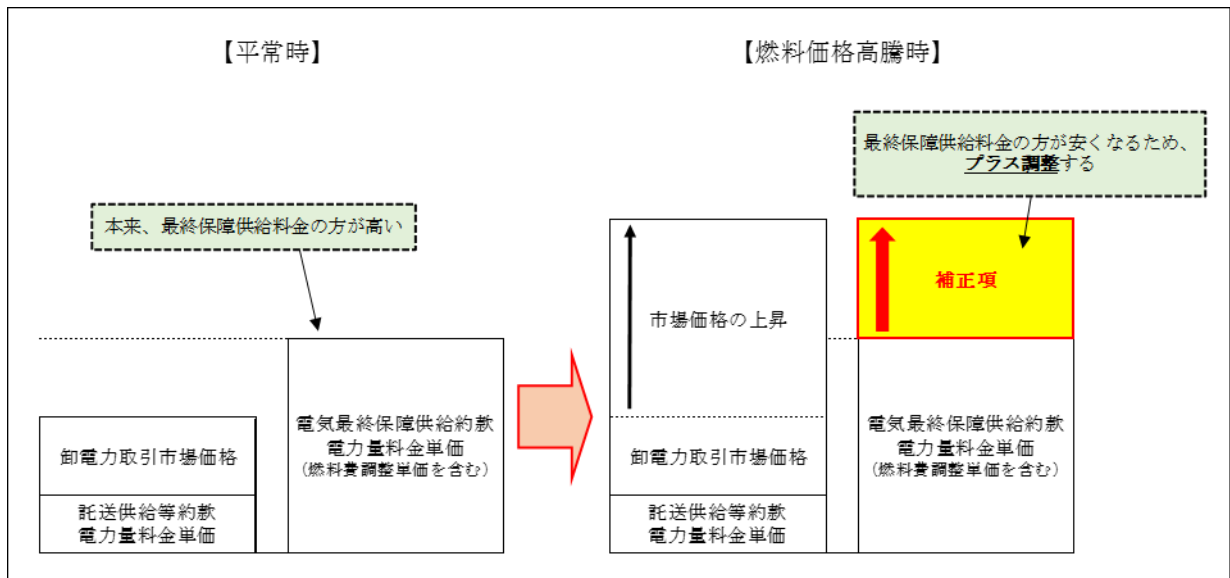 【平常時】
本来、最終保障供給料金の方が高い
卸電力取引市場価格
託送供給等約款
電力量料金単価
電気最終保障供給約款
電力量料金単価
(燃料費調整単価を含む)
【燃料価格高騰時】
最終保障供給料金の方が安くなるため、
プラス調整する
市場価格の上昇
卸電力取引市場価格
託送供給等約款
電力量料金単価
補正項
電気最終保障供給約款
電力量料金単価
(燃料費調整単価を含む)